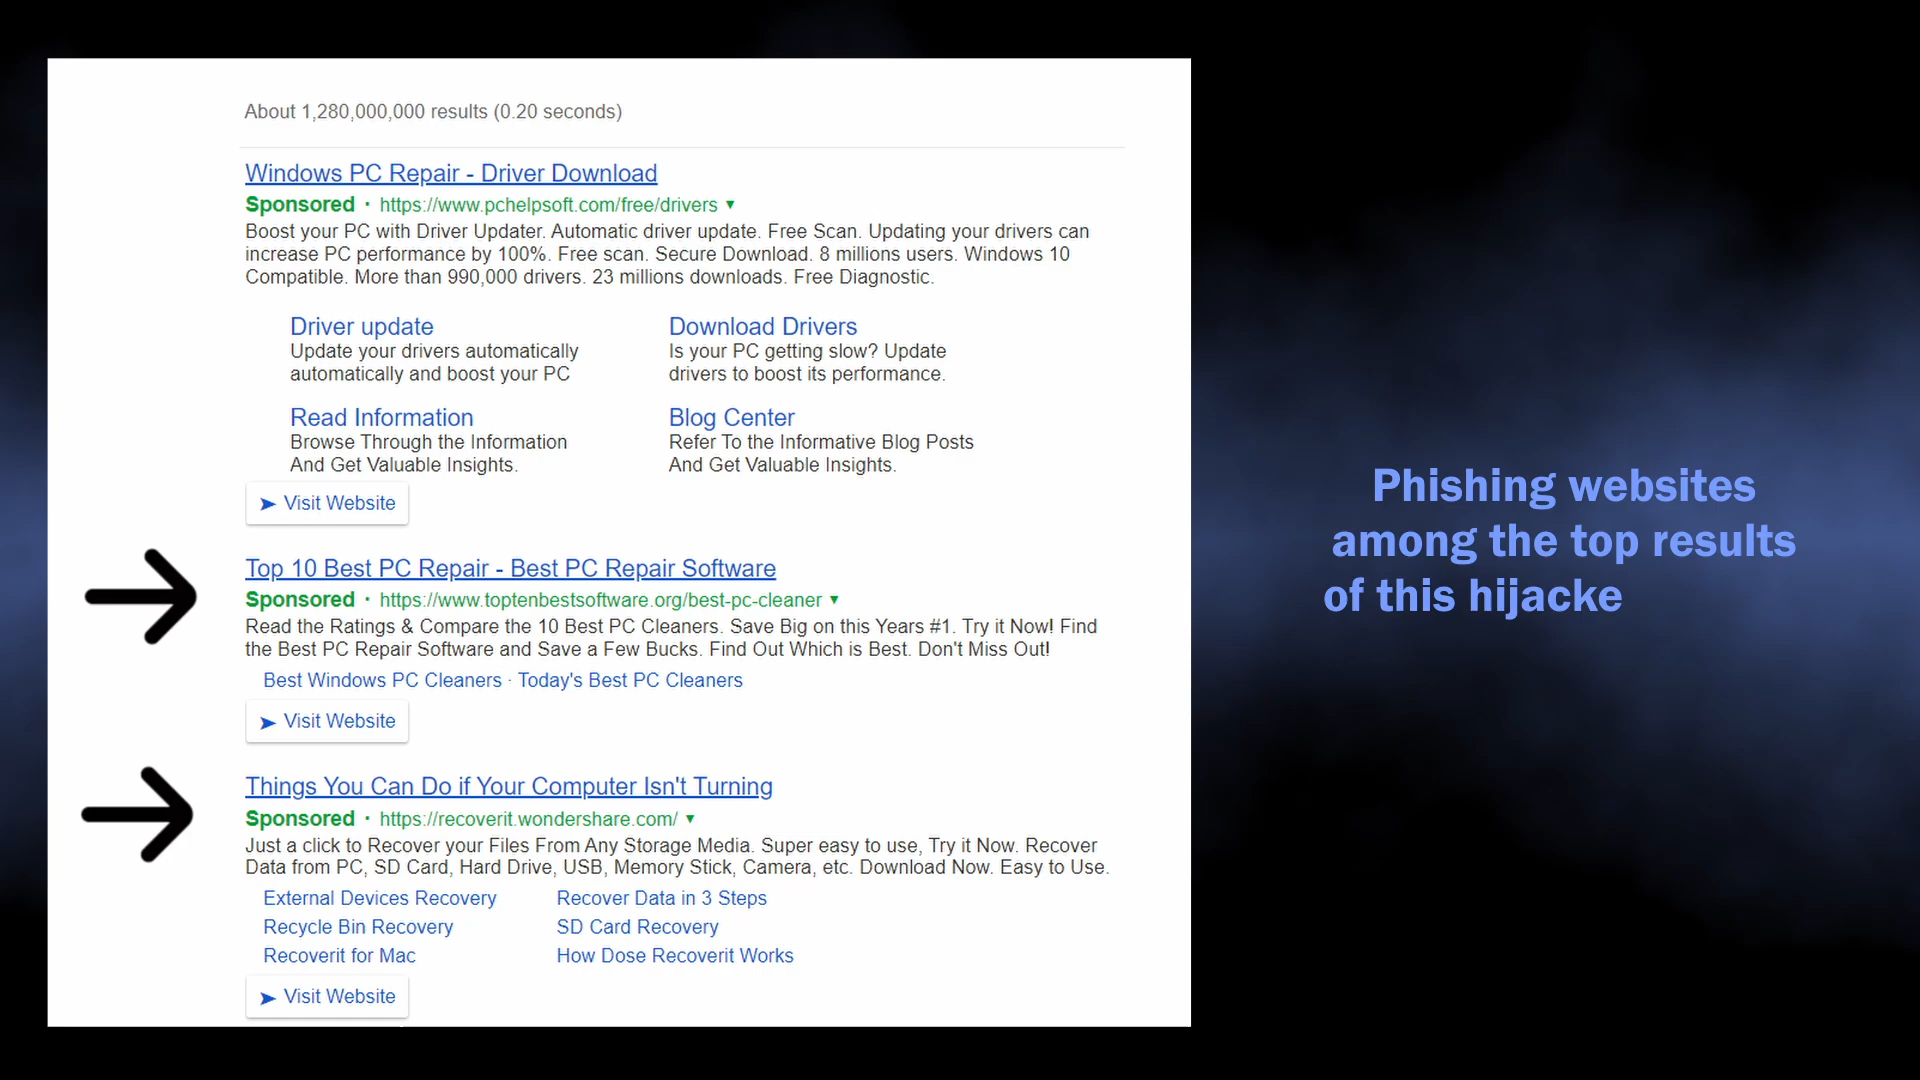 About 1,280,000,000 results (0.20 seconds)
Windows PC Repair - Driver Download
Sponsored · https://www.pchelpsoft.com/free/drivers ▼
Boost your PC with Driver Updater. Automatic driver update. Free Scan. Updating your drivers can
increase PC performance by 100%. Free scan. Secure Download. 8 millions users. Windows 10
Compatible. More than 990,000 drivers. 23 millions downloads. Free Diagnostic.
Driver update
Update your drivers automatically
automatically and boost your PC
Download Drivers
Is your PC getting slow? Update
drivers to boost its performance.
Read Information
Browse Through the Information
And Get Valuable Insights.
Blog Center
Refer To the Informative Blog Posts
And Get Valuable Insights.
➤ Visit Website
Top 10 Best PC Repair - Best PC Repair Software
Sponsored · https://www.toptenbestsoftware.org/best-pc-cleaner ▼
Read the Ratings & Compare the 10 Best PC Cleaners. Save Big on this Years #1. Try it Now! Find
the Best PC Repair Software and Save a Few Bucks. Find Out Which is Best. Don't Miss Out!
Best Windows PC Cleaners · Today's Best PC Cleaners
➤ Visit Website
Things You Can Do if Your Computer Isn't Turning
Sponsored · https://recoverit.wondershare.com/ ▼
Just a click to Recover your Files From Any Storage Media. Super easy to use, Try it Now. Recover
Data from PC, SD Card, Hard Drive, USB, Memory Stick, Camera, etc. Download Now. Easy to Use.
External Devices Recovery
Recover Data in 3 Steps
Recycle Bin Recovery
SD Card Recovery
Recoverit for Mac
How Dose Recoverit Works
➤ Visit Website
Phishing websites
among the top results
of this hijacke